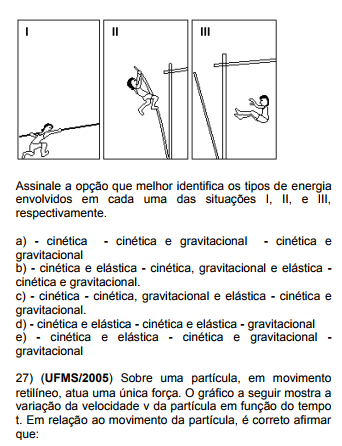 I
II
III
Assinale a opção que melhor identifica os tipos de energia
envolvidos em cada uma das situações I, II, e III,
respectivamente.
a) - cinética - cinética e gravitacional - cinética e
gravitacional
b) - cinética e elástica - cinética, gravitacional e elástica -
cinética e gravitacional.
c) - cinética - cinética, gravitacional e elástica - cinética e
gravitacional.
d) - cinética e elástica - cinética e elástica - gravitacional
e) - cinética e elástica - cinética e gravitacional -
gravitacional
27) (UFMS/2005) Sobre uma partícula, em movimento
retilíneo, atua uma única força. O gráfico a seguir mostra a
variação da velocidade v da partícula em função do tempo
t. Em relação ao movimento da partícula, é correto afirmar
que: